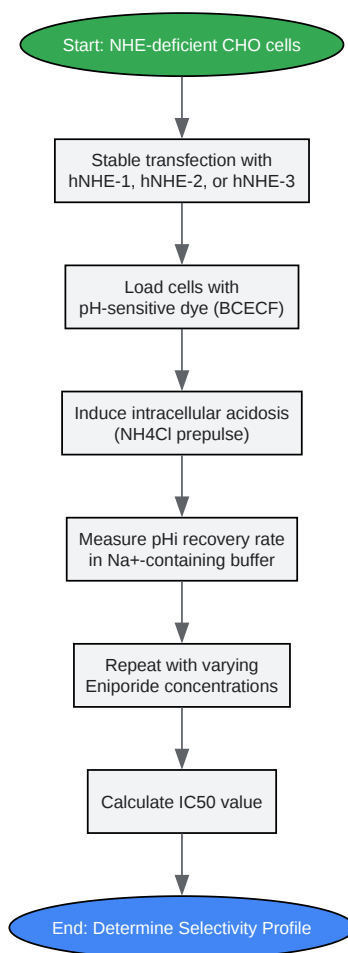 Start: NHE-deficient CHO cells
Stable transfection with
hNHE-1, hNHE-2, or hNHE-3
Load cells with
pH-sensitive dye (BCECF)
Induce intracellular acidosis
(NH4Cl prepulse)
Measure pHi recovery rate
in Na+-containing buffer
Repeat with varying
Eniporide concentrations
Calculate IC50 value
End: Determine Selectivity Profile